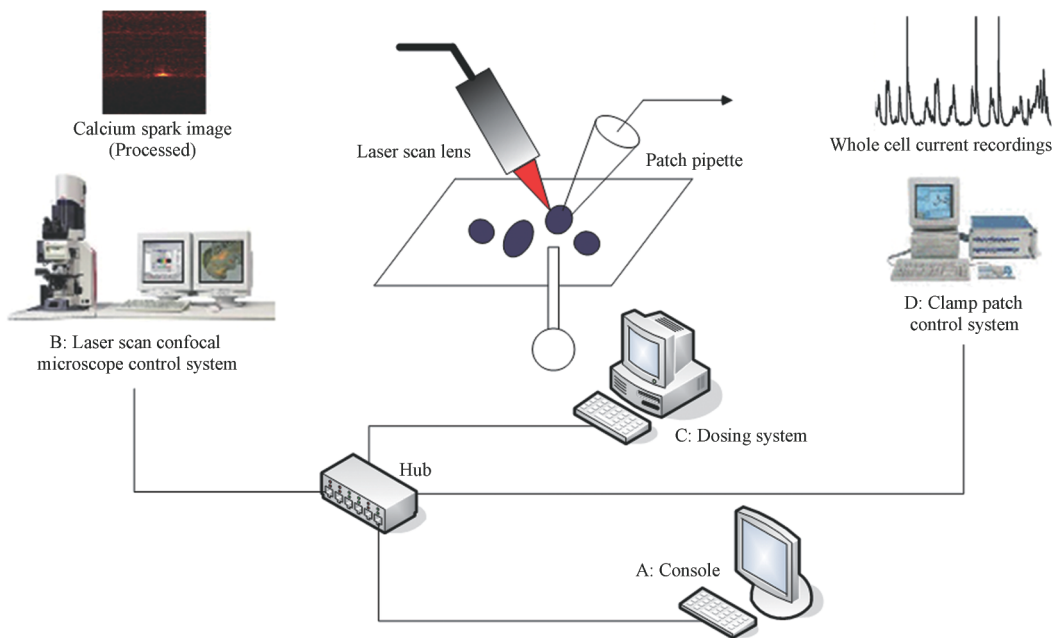 Calcium spark image
(Processed)
Laser scan lens
Patch pipette
Whole cell current recordings
B: Laser scan confocal
microscope control system
D: Clamp patch
control system
C: Dosing system
Hub
A: Console